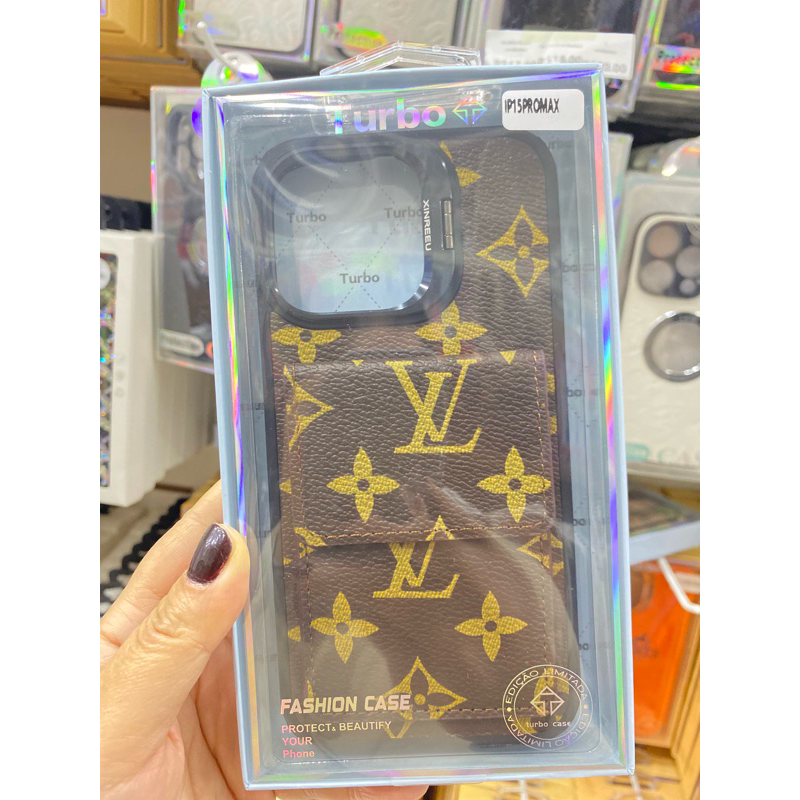 Turbo
IP15PROMAX
Turbo
Turbo
XINREEU
Turbo
LV
LV
FASHION CASE
PROTECT& BEAUTIFY
YOUR
Phone
EDIÇÃO LIMITADA
turbo case
EDIÇÃO LIMITADA